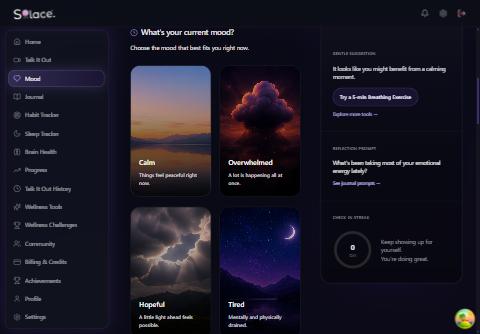 Solace.
Home
Talk It Out
Mood
Journal
Habit Tracker
Sleep Tracker
Brain Health
Progress
Talk It Out History
Wellness Tools
Wellness Challenges
Community
Billing & Credits
Achievements
Profile
Settings
What's your current mood?
Choose the mood that best fits you right now.
Calm
Things feel peaceful right
now.
Overwhelmed
A lot is happening all at
once.
Hopeful
A little light ahead feels
possible.
Tired
Mentally and physically
drained.
GENTLE SUGGESTION
It looks like you might benefit from a calming
moment.
Try a 5-min Breathing Exercise
Explore more tools →
REFLECTION PROMPT
What's been taking most of your emotional
energy lately?
See journal prompts →
CHECK-IN STREAK
0
Keep showing up for
yourself.
You're doing great.